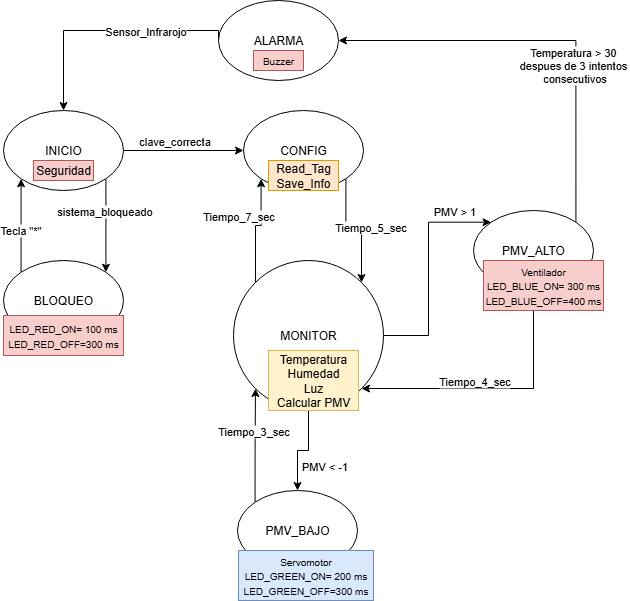 Sensor_Infrarojo
ALARMA
Buzzer
Temperatura > 30
despues de 3 intentos
consecutivos
INICIO
Seguridad
clave_correcta
CONFIG
Read_Tag
Save_Info
sistema_bloqueado
Tecla "*"
Tiempo_7_sec
Tiempo_5_sec
PMV > 1
PMV_ALTO
Ventilador
LED_BLUE_ON= 300 ms
LED_BLUE_OFF=400 ms
BLOQUEO
LED_RED_ON= 100 ms
LED_RED_OFF=300 ms
MONITOR
Temperatura
Humedad
Luz
Calcular PMV
Tiempo_4_sec
Tiempo_3_sec
PMV < -1
PMV_BAJO
Servomotor
LED_GREEN_ON= 200 ms
LED_GREEN_OFF=300 ms